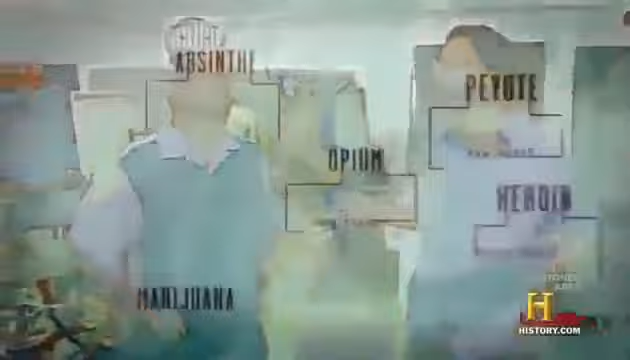 ABSINTHE
PEYOTE
OPIUM
HEROIN
MARIJUANA
H
HISTORY.COM